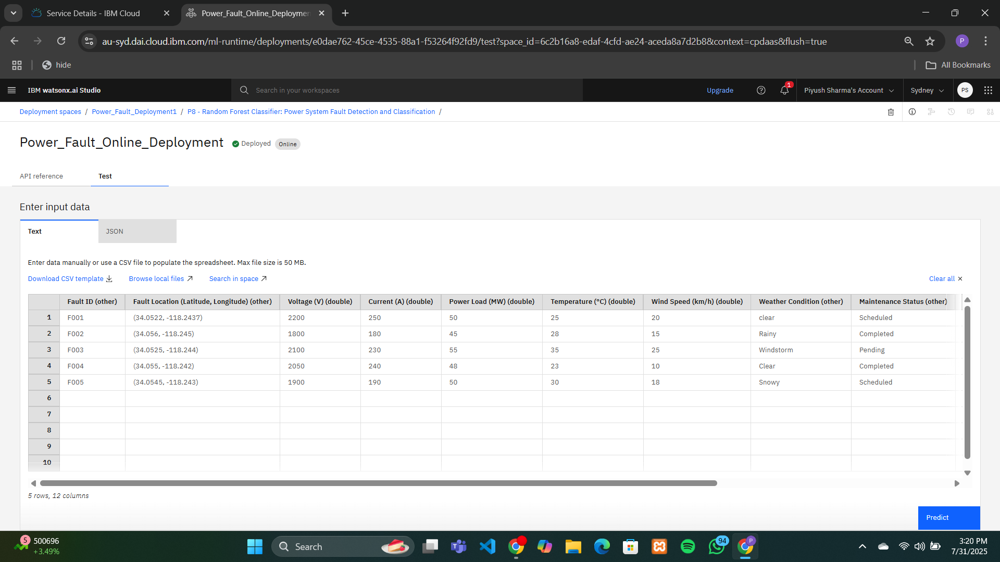 Service Details - IBM Cloud
Power_Fault_Online_Deploymen
au-syd.dai.cloud.ibm.com/ml-runtime/deployments/e0dae762-45ce-4535-88a1-f53264f92fd9/test?space_id=6c2b16a8-edaf-4cfd-ae24-aceda8a7d2b8&context=cpdaas&flush=true
P
hide
All Bookmarks
IBM watsonx.ai Studio
Search in your workspaces
Upgrade
1
Piyush Sharma's Account
Sydney
PS
Deployment spaces / Power_Fault_Deployment1 / P8 - Random Forest Classifier: Power System Fault Detection and Classification /
Power_Fault_Online_Deployment
Deployed
Online
API reference
Test
Enter input data
Text
JSON
Enter data manually or use a CSV file to populate the spreadsheet. Max file size is 50 MB.
Download CSV template
Browse local files
Search in space
Clear all
Fault ID (other) Fault Location (Latitude, Longitude) (other) Voltage (V) (double) Current (A) (double) Power Load (MW) (double) Temperature (°C) (double) Wind Speed (km/h) (double) Weather Condition (other) Maintenance Status (other)
1 F001 (34.0522, -118.2437) 2200 250 50 25 20 clear Scheduled
2 F002 (34.056, -118.245) 1800 180 45 28 15 Rainy Completed
3 F003 (34.0525, -118.244) 2100 230 55 35 25 Windstorm Pending
4 F004 (34.055, -118.242) 2050 240 48 23 10 Clear Completed
5 F005 (34.0545, -118.243) 1900 190 50 30 18 Snowy Scheduled
6
7
8
9
10
5 rows, 12 columns
Predict
5
500696
+3.49%
Search
94
P
3:20 PM
7/31/2025